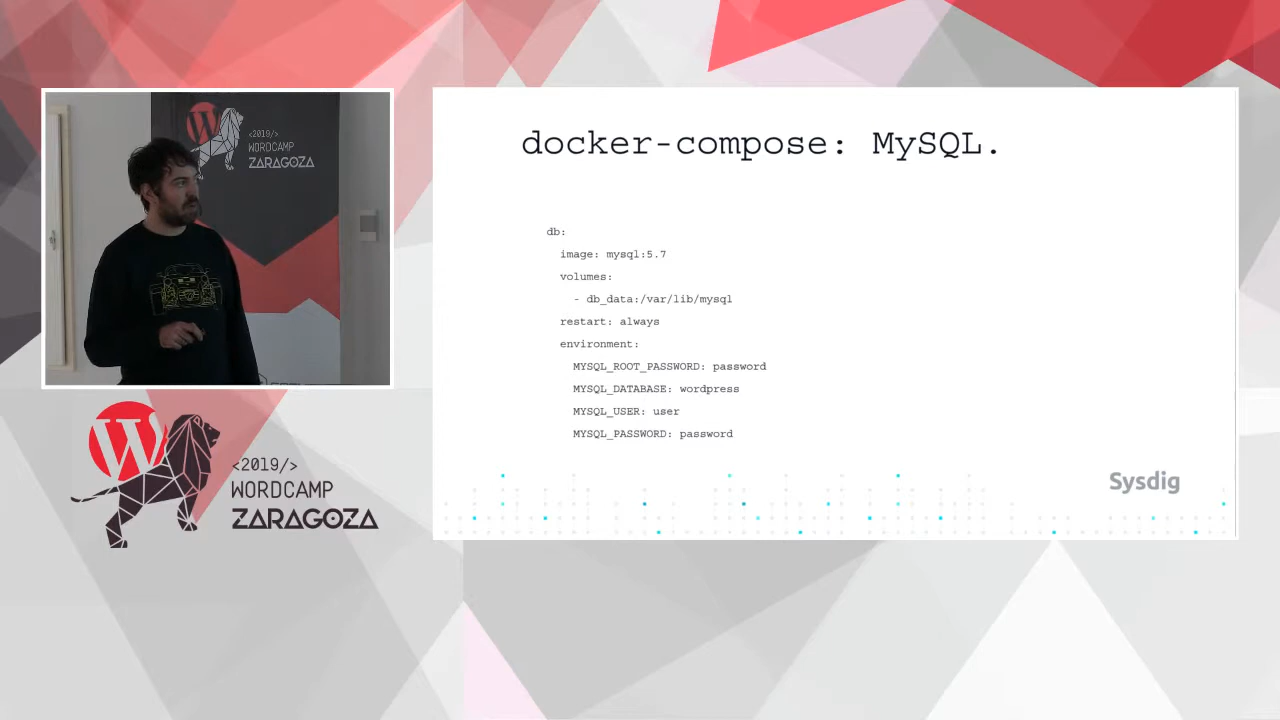 <2019/>
WORDCAMP
ZARAGOZA
<2019/>
WORDCAMP
ZARAGOZA
docker-compose: MySQL.
db:
image: mysql:5.7
volumes:
- db_data:/var/lib/mysql
restart: always
environment:
MYSQL_ROOT_PASSWORD: password
MYSQL_DATABASE: wordpress
MYSQL_USER: user
MYSQL_PASSWORD: password
Sysdig